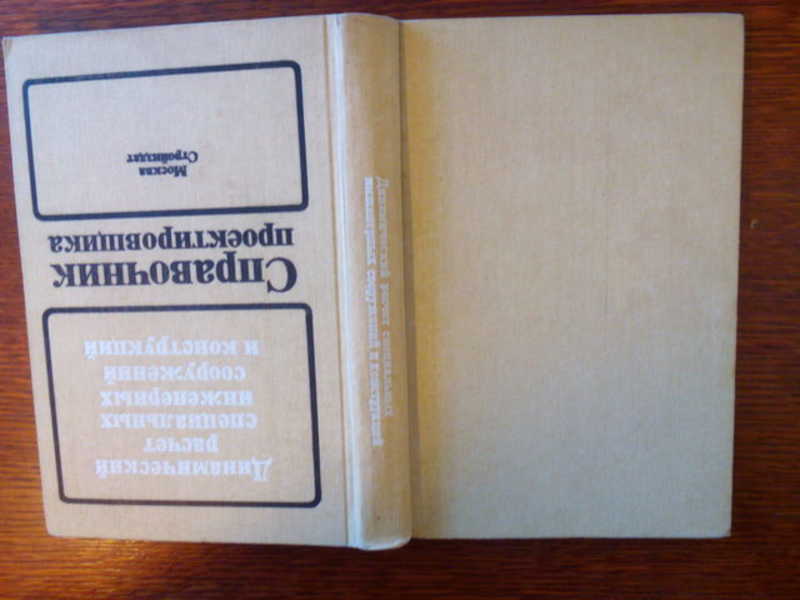 Динамический
расчет
специальных
инженерных
сооружений
и конструкций
Справочник
проектировщика
Москва
Стройиздат
Динамический расчет специальных
инженерных сооружений и конструкций